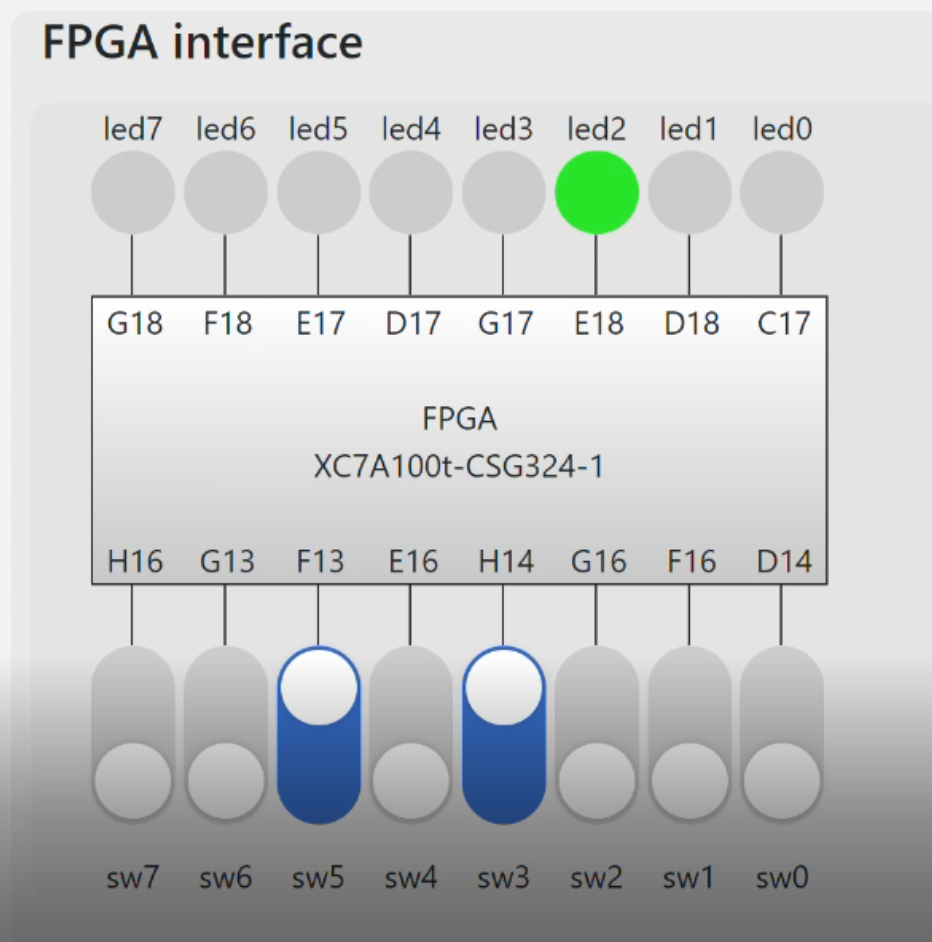 FPGA interface
led7 led6 led5 led4 led3 led2 led1 led0
G18 F18 E17 D17 G17 E18 D18 C17
FPGA
XC7A100t-CSG324-1
H16 G13 F13 E16 H14 G16 F16 D14
sw7 sw6 sw5 sw4 sw3 sw2 sw1 sw0